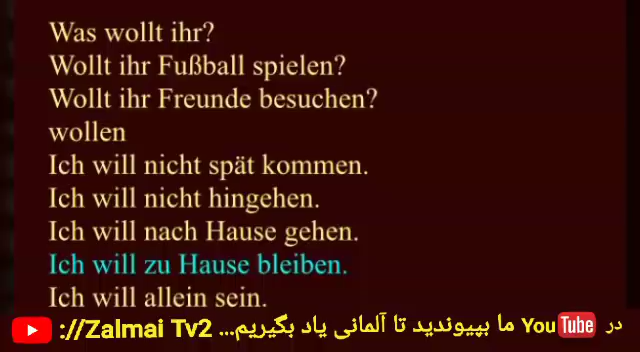 Was wollt ihr?
Wollt ihr Fußball spielen?
Wollt ihr Freunde besuchen?
wollen
Ich will nicht spät kommen.
Ich will nicht hingehen.
Ich will nach Hause gehen.
Ich will zu Hause bleiben.
Ich will allein sein.
در YouTube ما بپیوندید تا آلمانی یاد بگیریم... Zalmai Tv2//: